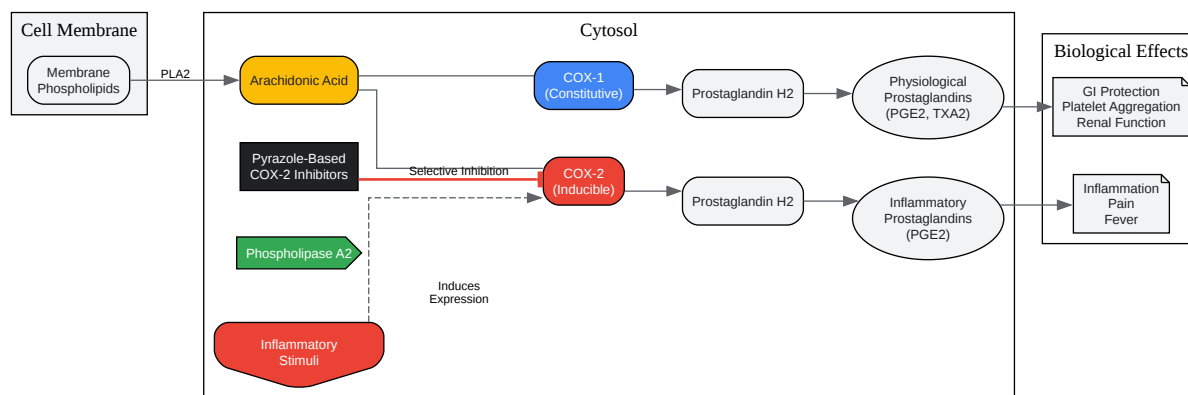 Cell Membrane
Membrane
Phospholipids
PLA2
Cytosol
Arachidonic Acid
COX-1
(Constitutive)
Prostaglandin H2
Physiological
Prostaglandins
(PGE2, TXA2)
Pyrazole-Based
COX-2 Inhibitors
Selective Inhibition
COX-2
(Inducible)
Prostaglandin H2
Inflammatory
Prostaglandins
(PGE2)
Phospholipase A2
Induces
Expression
Inflammatory
Stimuli
Biological Effects
GI Protection
Platelet Aggregation
Renal Function
Inflammation
Pain
Fever